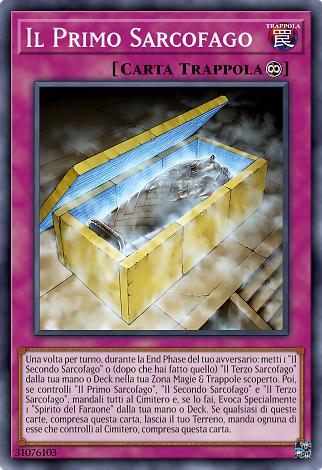 Il Primo Sarcofago
TRAPPOLA
罠
[Carta Trappola]
Una volta per turno, durante la End Phase del tuo avversario: metti 1 "Il
Secondo Sarcofago" o (dopo che hai fatto quello) "Il Terzo Sarcofago"
dalla tua mano o Deck nella tua Zona Magie & Trappole scoperto. Poi,
se controlli "Il Primo Sarcofago", "Il Secondo Sarcofago" e "Il Terzo
Sarcofago", mandali tutti al Cimitero e, se lo fai, Evoca Specialmente
1 "Spirito del Faraone" dalla tua mano o Deck. Se qualsiasi di queste
carte, compresa questa carta, lascia il tuo Terreno, manda ognuna di
esse che controlli al Cimitero, compresa questa carta.
31076103